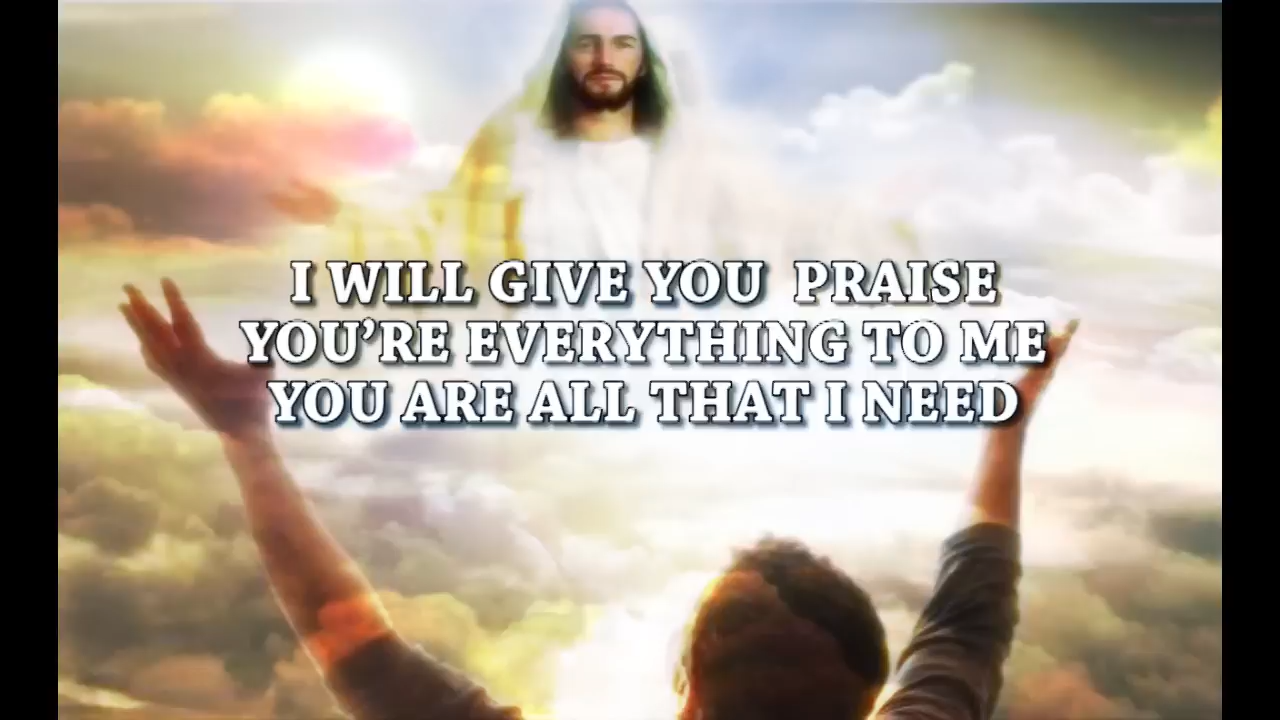 I WILL GIVE YOU PRAISE
YOU’RE EVERYTHING TO ME
YOU ARE ALL THAT I NEED